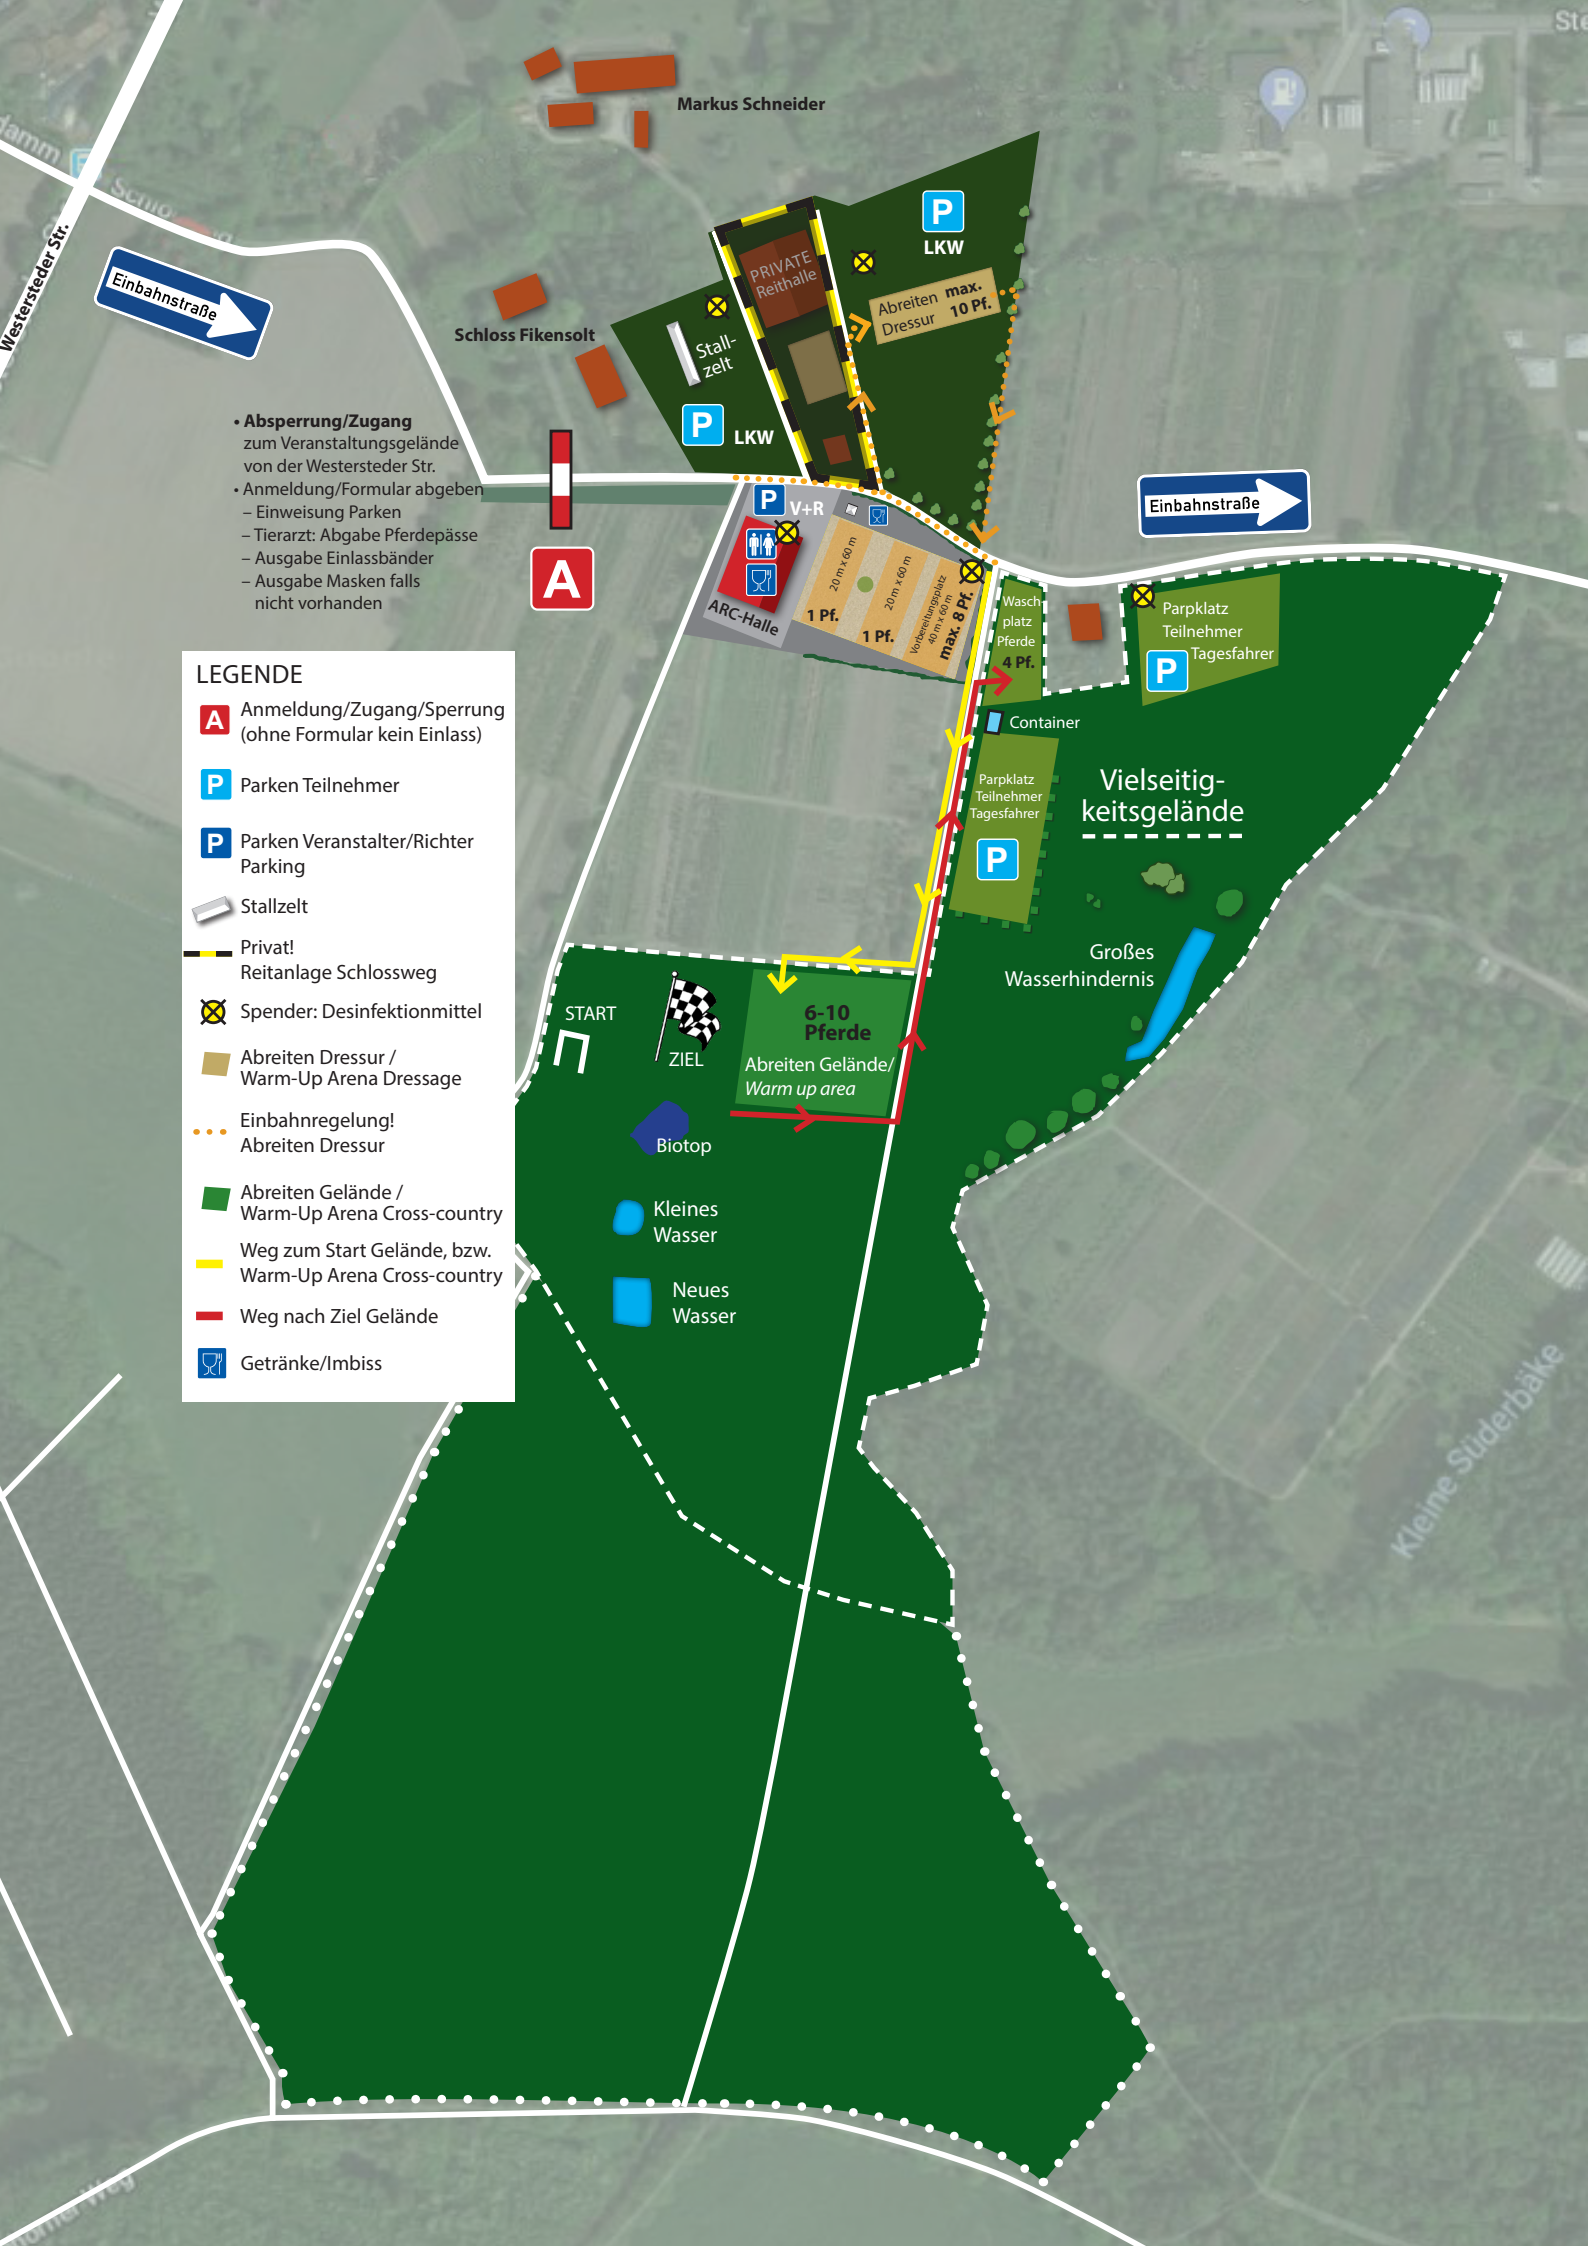 Ste
damm
Schlo
Westersteder Str.
Einbahnstraße
Markus Schneider
P
LKW
PRIVATE
Reithalle
Abreiten max.
Dressur 10 Pf.
Schloss Fikensolt
Stall-
zelt
P
LKW
• Absperrung/Zugang
zum Veranstaltungsgelände
von der Westersteder Str.
• Anmeldung/Formular abgeben
– Einweisung Parken
– Tierarzt: Abgabe Pferdepässe
– Ausgabe Einlassbänder
– Ausgabe Masken falls
nicht vorhanden
A
P
V+R
ARC-Halle
20 m x 60 m
1 Pf.
20 m x 60 m
1 Pf.
Vorbereitungsplatz
40 m x 60 m
max. 8 Pf.
Einbahnstraße
Wasch
platz
Pferde
4 Pf.
Parpklatz
Teilnehmer
Tagesfahrer
P
Container
Parpklatz
Teilnehmer
Tagesfahrer
P
Vielseitig-
keitsgelände
Großes
Wasserhindernis
START
ZIEL
6-10
Pferde
Abreiten Gelände/
Warm up area
Biotop
Kleines
Wasser
Neues
Wasser
Kleine Süderbäke
LEGENDE
A
Anmeldung/Zugang/Sperrung
(ohne Formular kein Einlass)
P
Parken Teilnehmer
P
Parken Veranstalter/Richter
Parking
Stallzelt
Privat!
Reitanlage Schlossweg
Spender: Desinfektionmittel
Abreiten Dressur /
Warm-Up Arena Dressage
Einbahnregelung!
Abreiten Dressur
Abreiten Gelände /
Warm-Up Arena Cross-country
Weg zum Start Gelände, bzw.
Warm-Up Arena Cross-country
Weg nach Ziel Gelände
Getränke/Imbiss